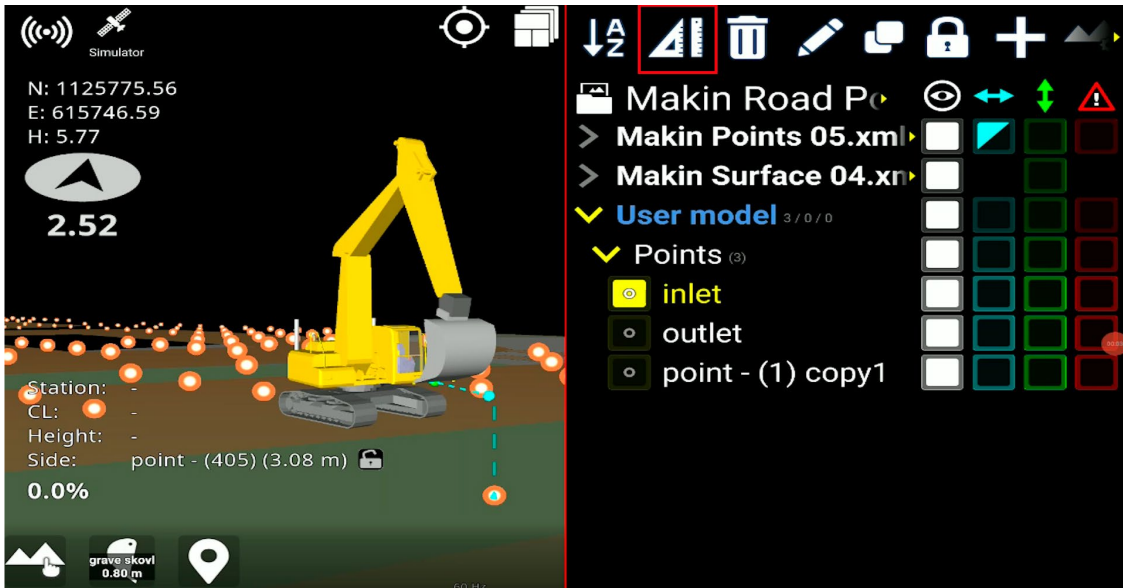 Simulator
N: 1125775.56
E: 615746.59
H: 5.77
2.52
Station: -
CL: -
Height: -
Side: point - (405) (3.08 m)
0.0%
grave skovl
0.80 m
60 Hz
A
Z
Makin Road P
Makin Points 05.xml
Makin Surface 04.xn
User model 3 / 0 / 0
Points (3)
inlet
outlet
point - (1) copy1